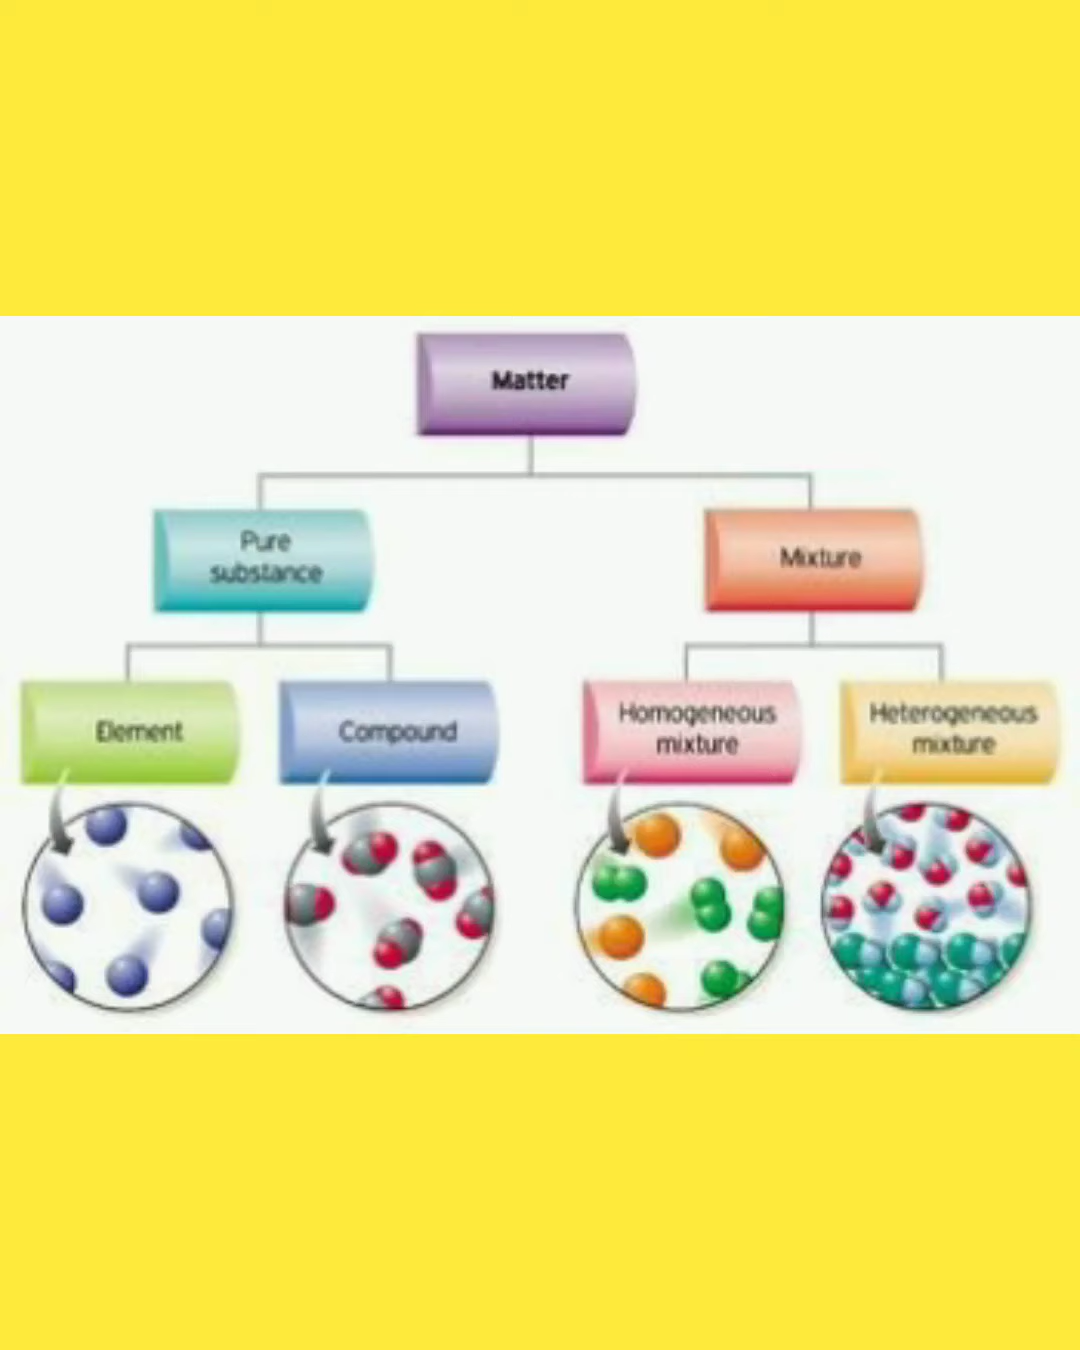 Matter
Pure
substance
Mixture
Element
Compound
Homogeneous
mixture
Heterogeneous
mixture